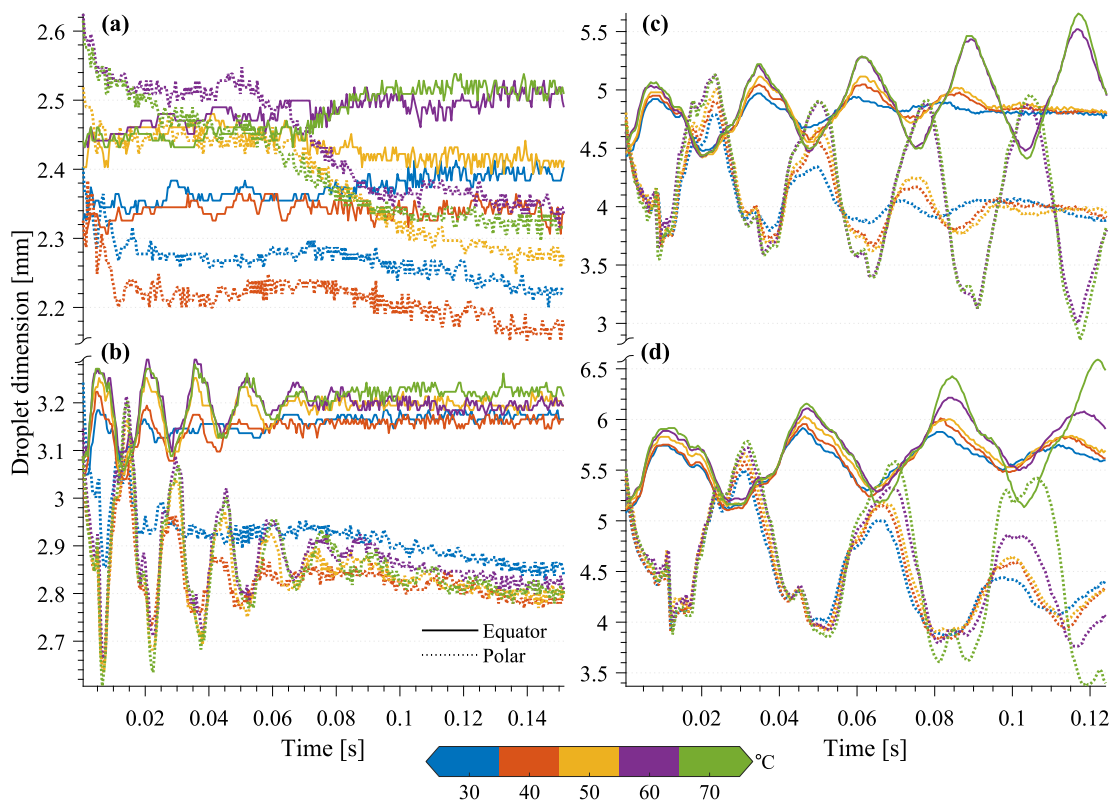 (a)
2.6
2.5
2.4
2.3
2.2
(b)
3.2
3.1
3
2.9
2.8
2.7
Equator
Polar
0.02 0.04 0.06 0.08 0.1 0.12 0.14
Time [s]
Droplet dimension [mm]
(c)
5.5
5
4.5
4
3.5
3
(d)
6.5
6
5.5
5
4.5
4
3.5
0.02 0.04 0.06 0.08 0.1 0.12
Time [s]
°C
30 40 50 60 70